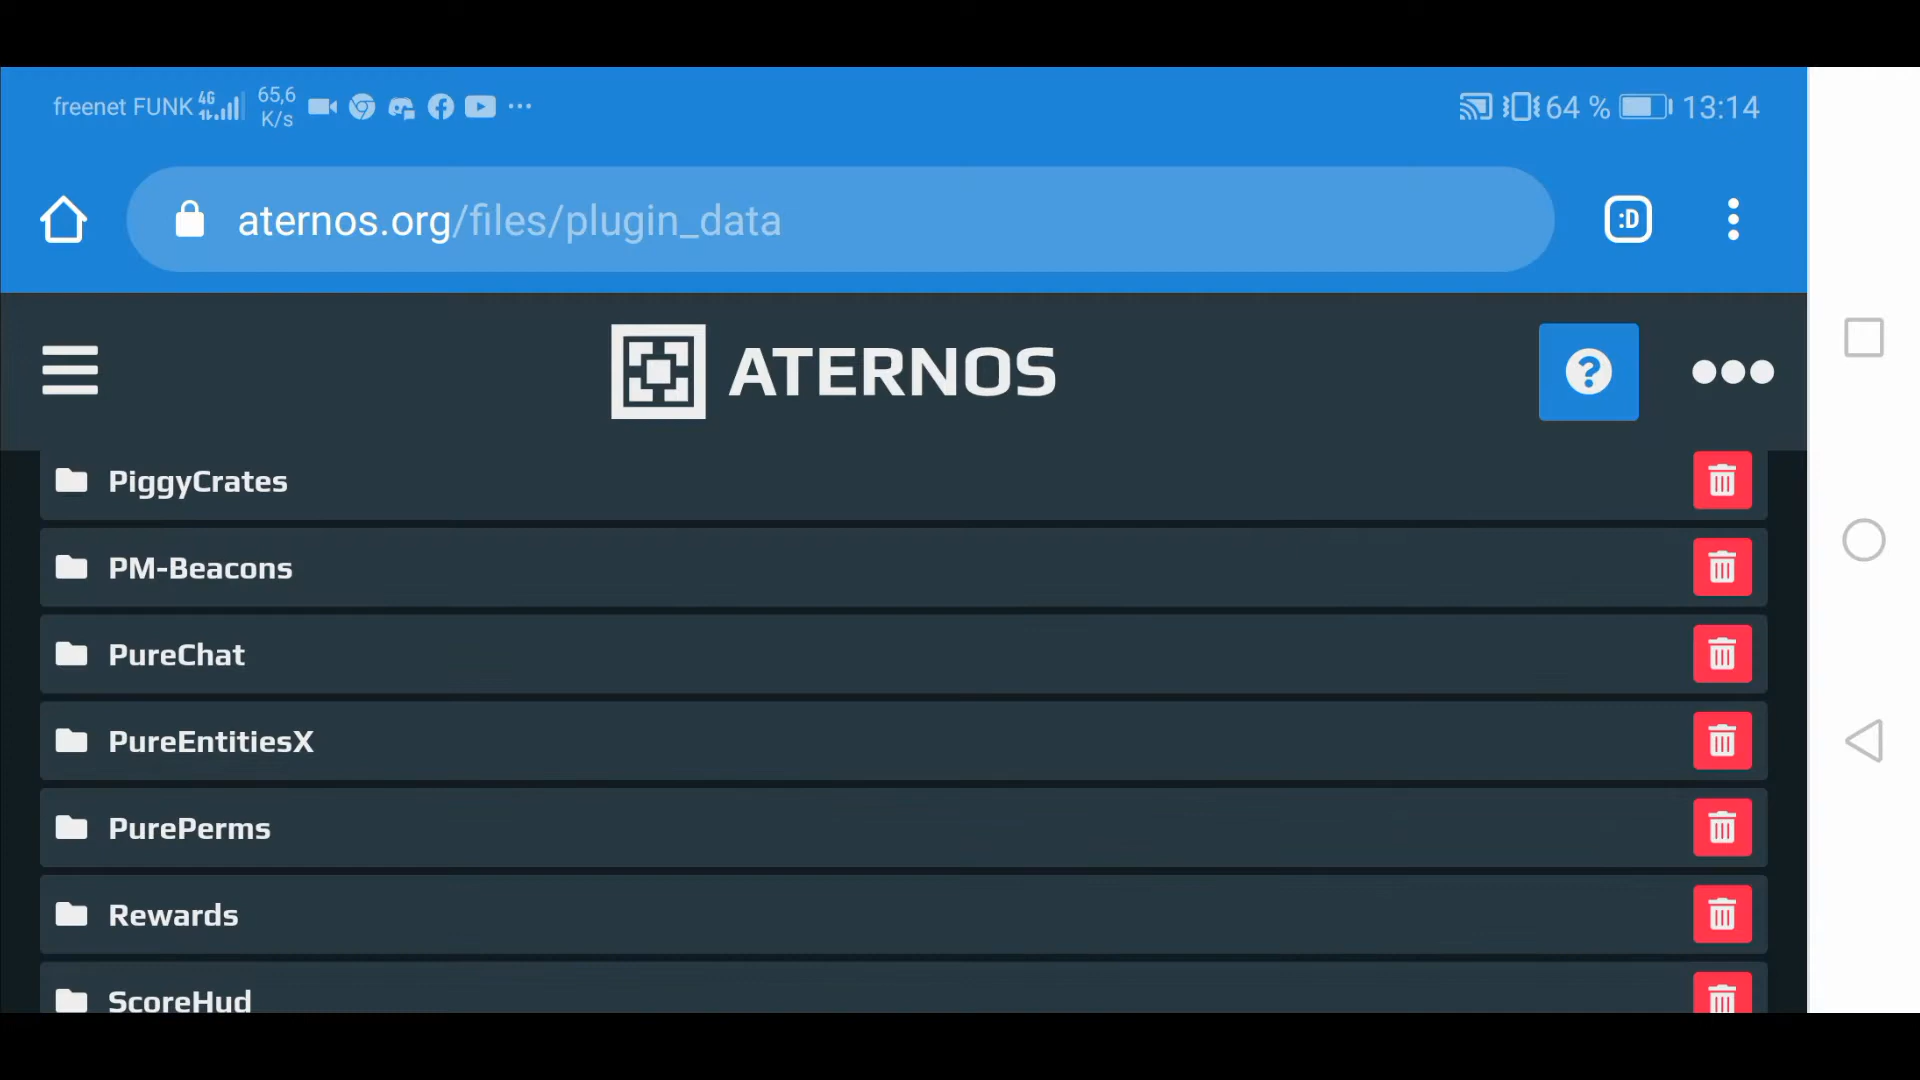 freenet FUNK 4G 65,6 K/s 64 % 13:14
aternos.org/files/plugin_data :D
ATERNOS ?
PiggyCrates
PM-Beacons
PureChat
PureEntitiesX
PurePerms
Rewards
ScoreHud